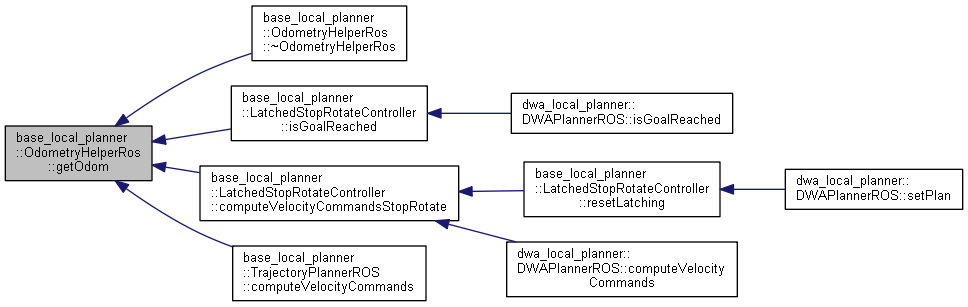 base_local_planner
::OdometryHelperRos
::~OdometryHelperRos
base_local_planner
::LatchedStopRotateController
::isGoalReached
dwa_local_planner::
DWAPlannerROS::isGoalReached
base_local_planner
::OdometryHelperRos
::getOdom
base_local_planner
::LatchedStopRotateController
::computeVelocityCommandsStopRotate
base_local_planner
::LatchedStopRotateController
::resetLatching
dwa_local_planner::
DWAPlannerROS::setPlan
base_local_planner
::TrajectoryPlannerROS
::computeVelocityCommands
dwa_local_planner::
DWAPlannerROS::computeVelocity
Commands